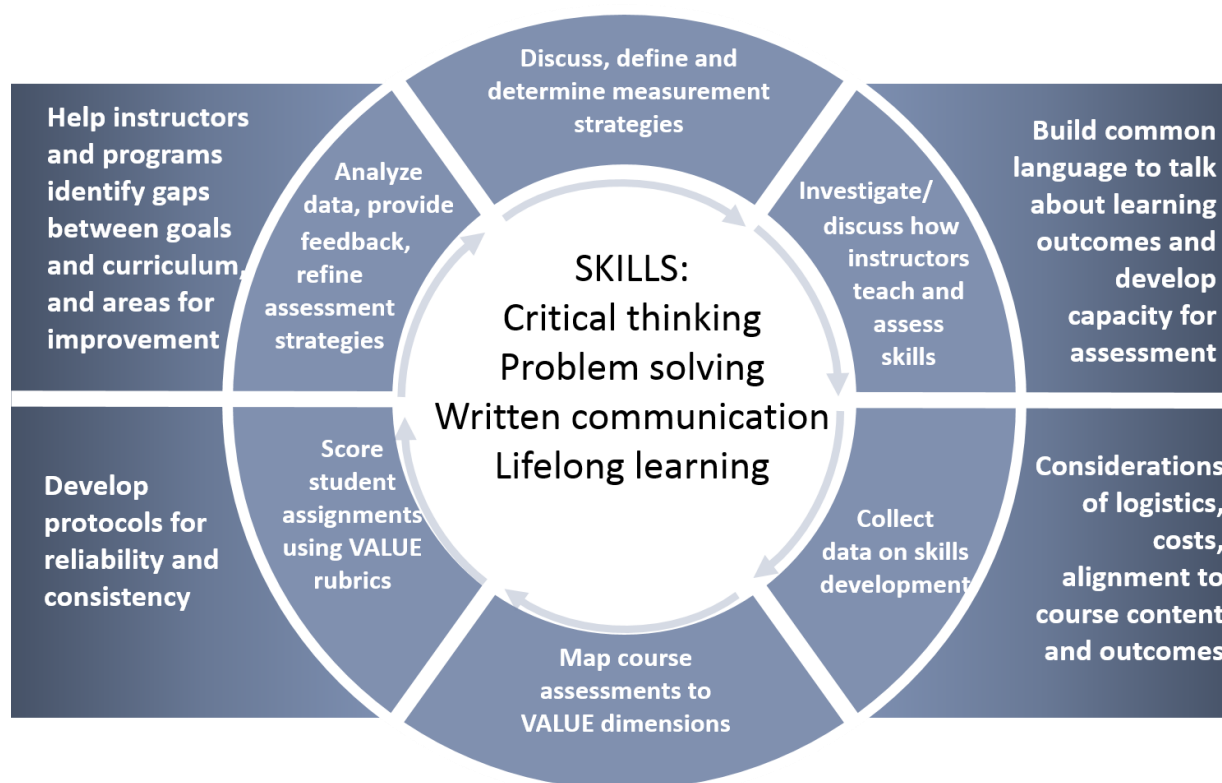 Discuss, define and
determine measurement
strategies
Help instructors
and programs
identify gaps
between goals
and curriculum,
and areas for
improvement
Analyze
data, provide
feedback,
refine
assessment
strategies
SKILLS:
Critical thinking
Problem solving
Written communication
Lifelong learning
Investigate/
discuss how
instructors
teach and
assess
skills
Build common
language to talk
about learning
outcomes and
develop
capacity for
assessment
Develop
protocols for
reliability and
consistency
Score
student
assignments
using VALUE
rubrics
Collect
data on skills
development
Considerations
of logistics,
costs,
alignment to
course content
and outcomes
Map course
assessments to
VALUE dimensions